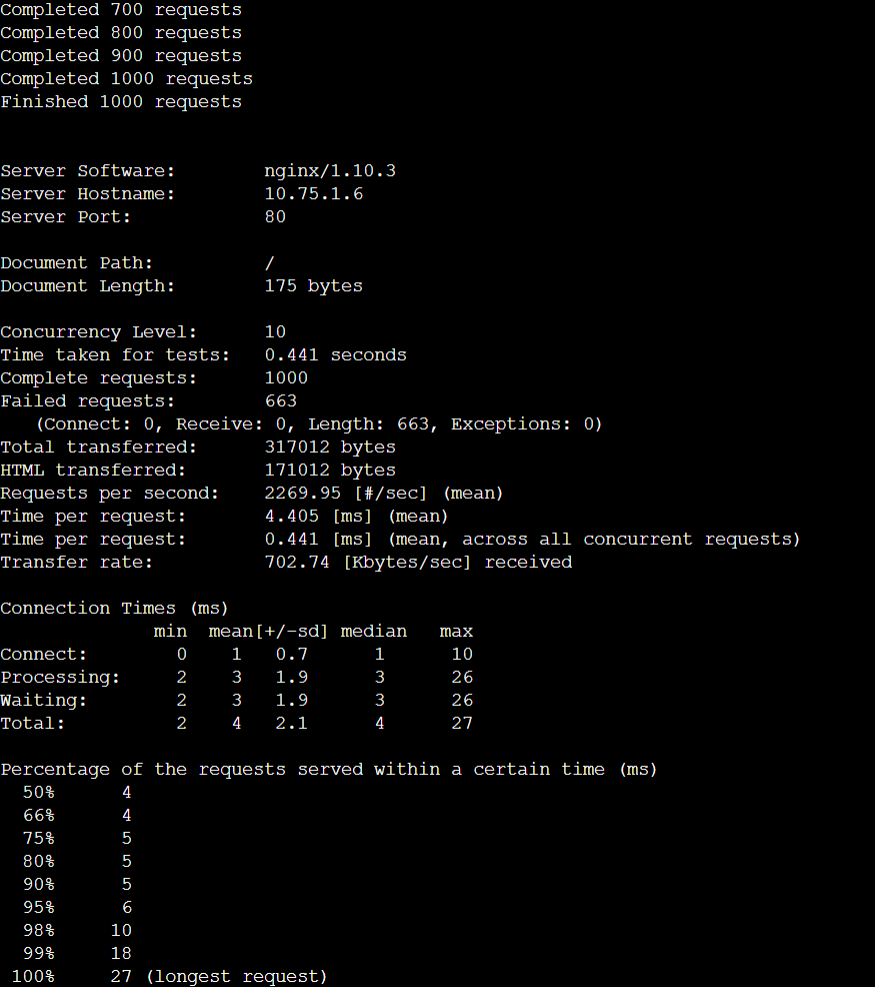 Completed 700 requests
Completed 800 requests
Completed 900 requests
Completed 1000 requests
Finished 1000 requests
Server Software: nginx/1.10.3
Server Hostname: 10.75.1.6
Server Port: 80
Document Path: /
Document Length: 175 bytes
Concurrency Level: 10
Time taken for tests: 0.441 seconds
Complete requests: 1000
Failed requests: 663
(Connect: 0, Receive: 0, Length: 663, Exceptions: 0)
Total transferred: 317012 bytes
HTML transferred: 171012 bytes
Requests per second: 2269.95 [#/sec] (mean)
Time per request: 4.405 [ms] (mean)
Time per request: 0.441 [ms] (mean, across all concurrent requests)
Transfer rate: 702.74 [Kbytes/sec] received
Connection Times (ms)
min mean[+/-sd] median max
Connect: 0 1 0.7 1 10
Processing: 2 3 1.9 3 26
Waiting: 2 3 1.9 3 26
Total: 2 4 2.1 4 27
Percentage of the requests served within a certain time (ms)
50% 4
66% 4
75% 5
80% 5
90% 5
95% 6
98% 10
99% 18
100% 27 (longest request)